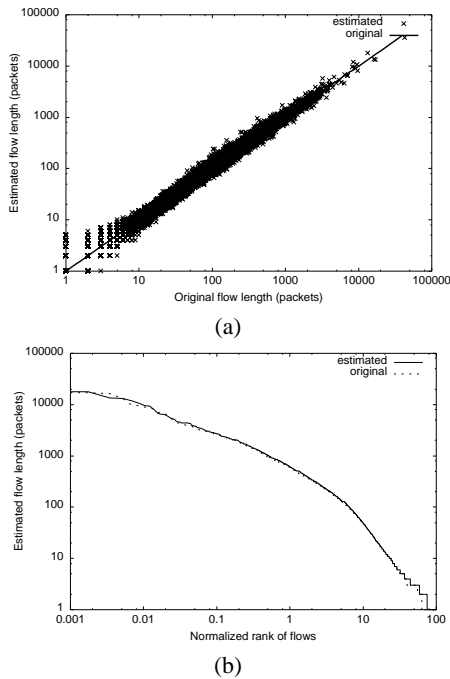 100000
10000
1000
100
10
1
1 10 100 1000 10000 100000
Estimated flow length (packets)
Original flow length (packets)
estimated
original
(a)
100000
10000
1000
100
10
1
0.001 0.01 0.1 1 10 100
Estimated flow length (packets)
Normalized rank of flows
estimated
original
(b)